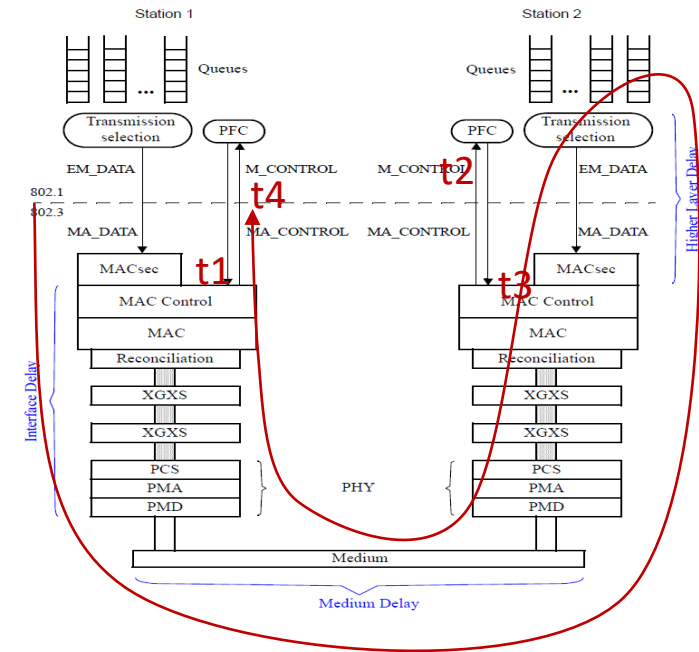 Station 1
Station 2
Queues
Queues
...
...
Transmission selection
PFC
PFC
Transmission selection
EM_DATA
M_CONTROL
M_CONTROL
EM_DATA
t2
t4
802.1
802.3
MA_DATA
MA_CONTROL
MA_CONTROL
MA_DATA
Higher Layer Delay
MACsec
t1
t3
MACsec
MAC Control
MAC Control
MAC
MAC
Reconciliation
Reconciliation
Interface Delay
XGXS
XGXS
XGXS
XGXS
PCS
PCS
PMA
PHY
PMA
PMD
PMD
Medium
Medium Delay